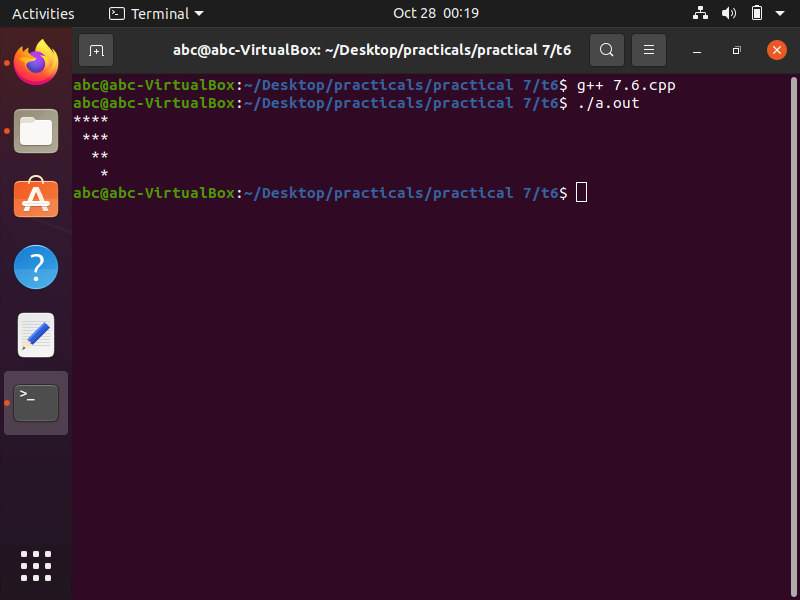 Activities Terminal Oct 28 00:19
abc@abc-VirtualBox: ~/Desktop/practicals/practical 7/t6
abc@abc-VirtualBox:~/Desktop/practicals/practical 7/t6$ g++ 7.6.cpp
abc@abc-VirtualBox:~/Desktop/practicals/practical 7/t6$ ./a.out
****
 ***
  **
   *
abc@abc-VirtualBox:~/Desktop/practicals/practical 7/t6$